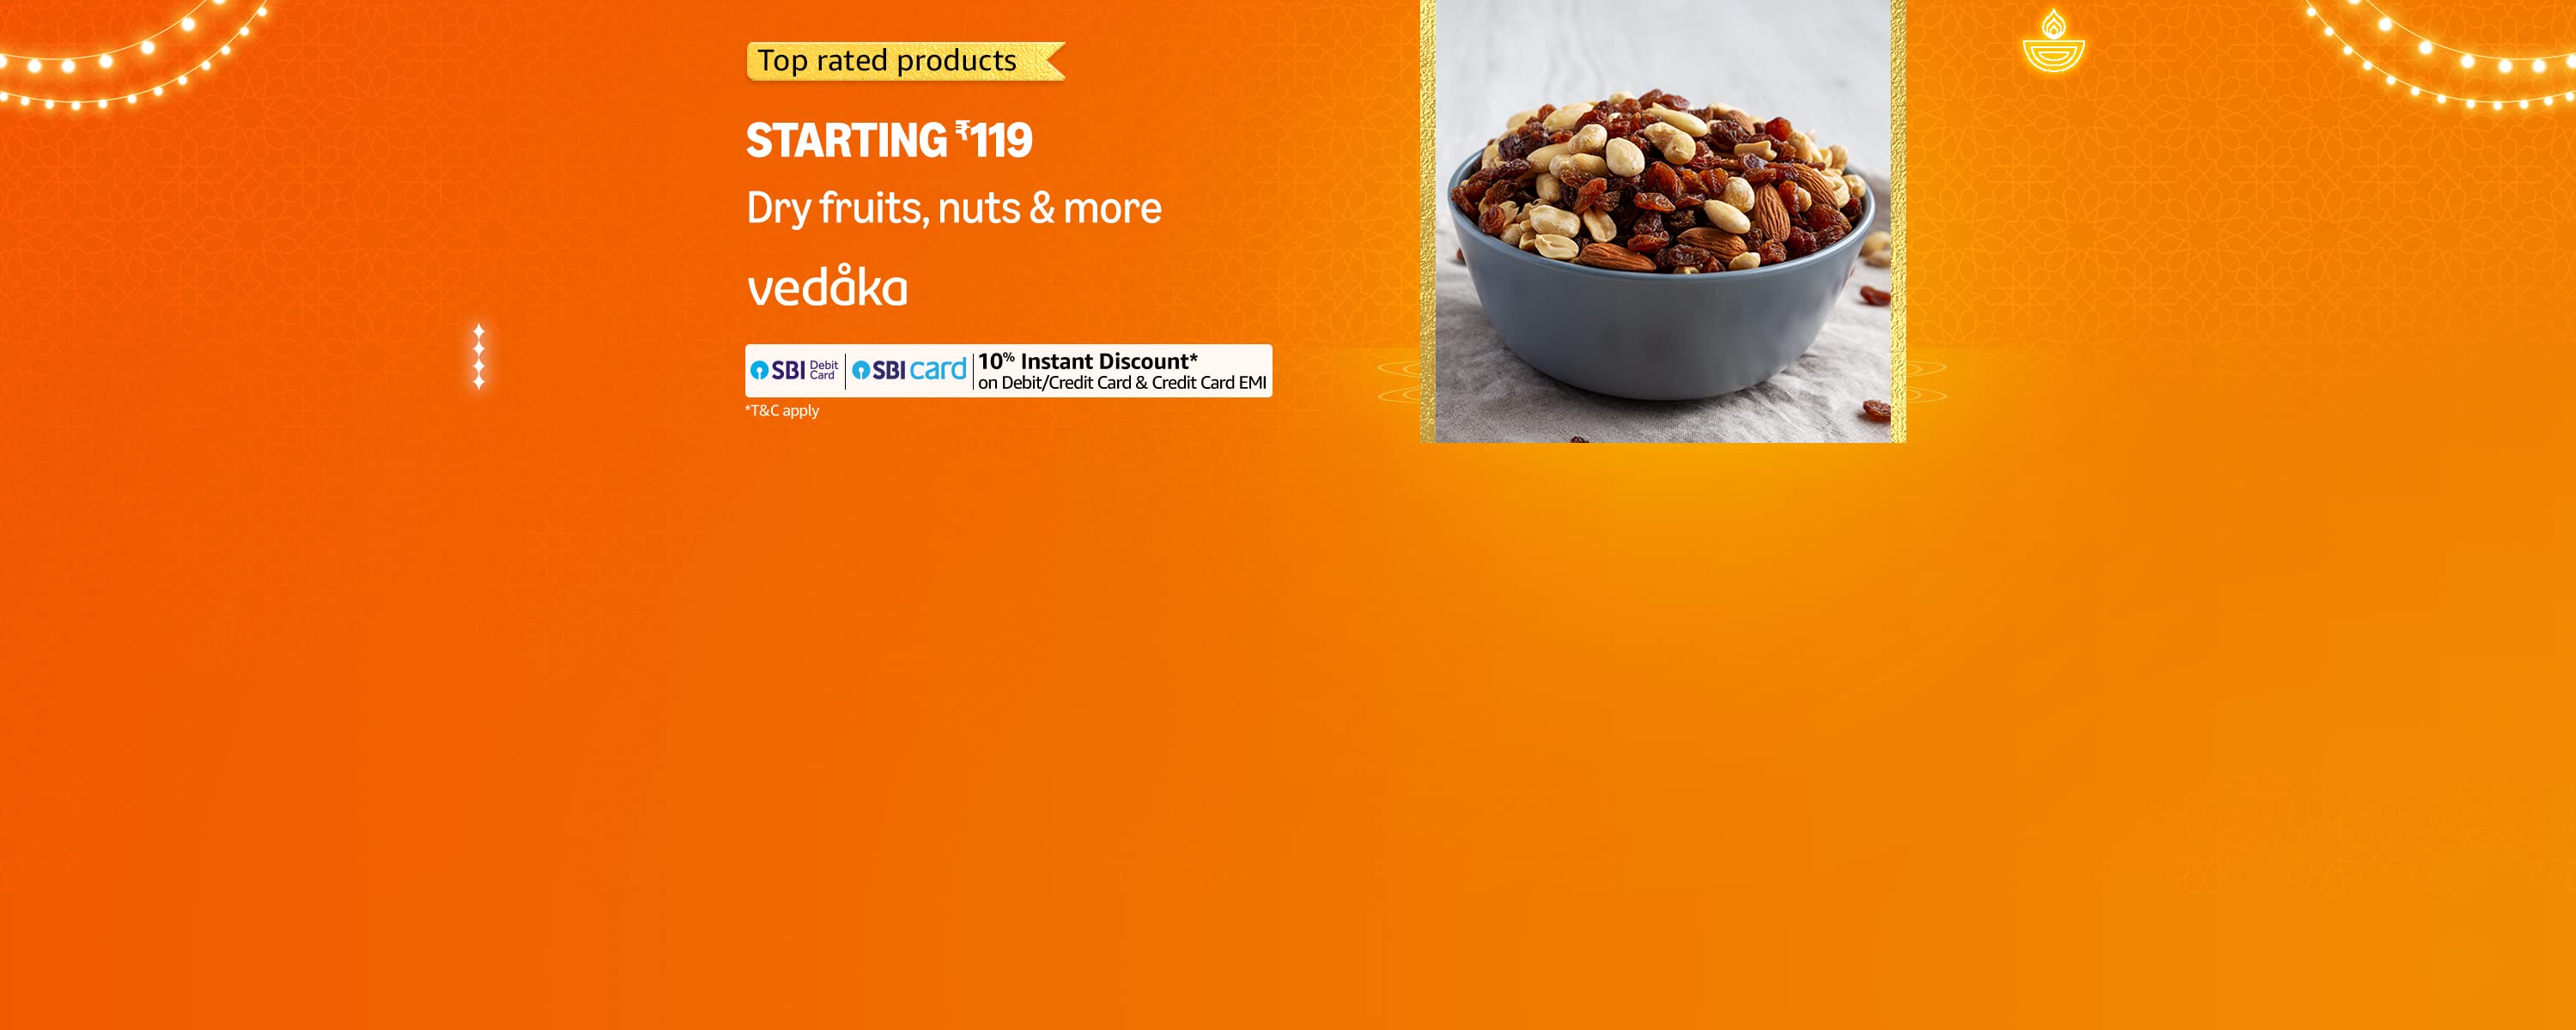 Top rated products
STARTING ₹119
Dry fruits, nuts & more
vedåka
SBI Debit Card | SBI card | 10% Instant Discount*
on Debit/Credit Card & Credit Card EMI
*T&C apply